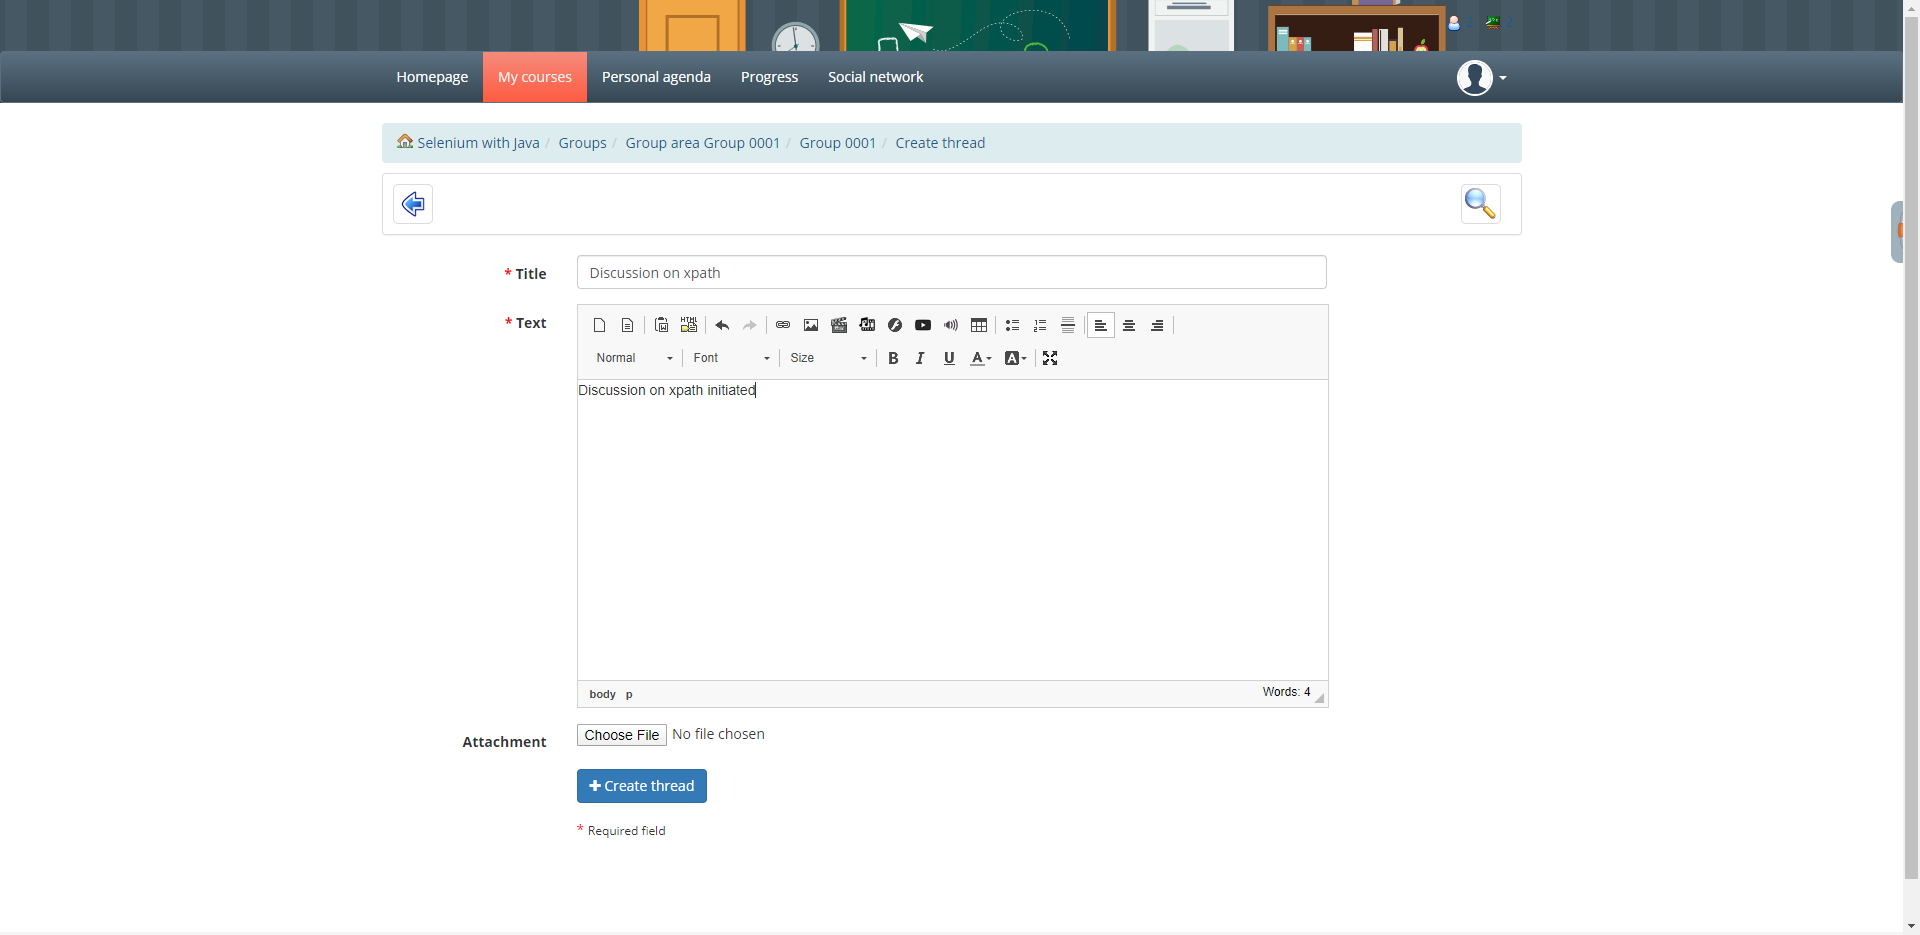 Homepage My courses Personal agenda Progress Social network
Selenium with Java / Groups / Group area Group 0001 / Group 0001 / Create thread
* Title Discussion on xpath
* Text
HTML
Normal Font Size B I U A A
Discussion on xpath initiated
body p Words: 4
Attachment Choose File No file chosen
Create thread
* Required field